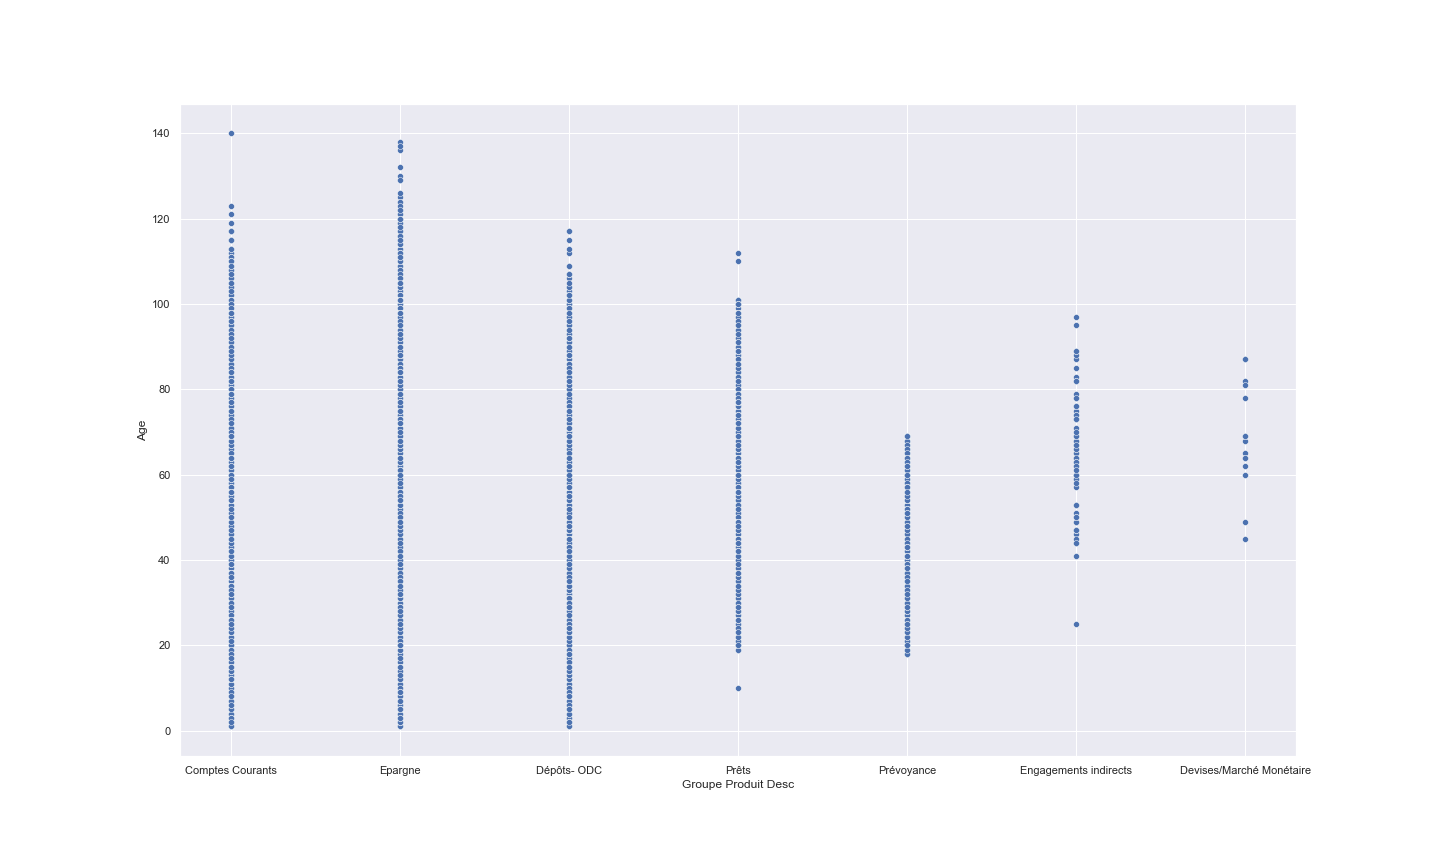 140
120
100
80
60
40
20
0
Age
Comptes Courants Epargne Dépôts- ODC Prêts Prévoyance Engagements indirects Devises/Marché Monétaire
Groupe Produit Desc